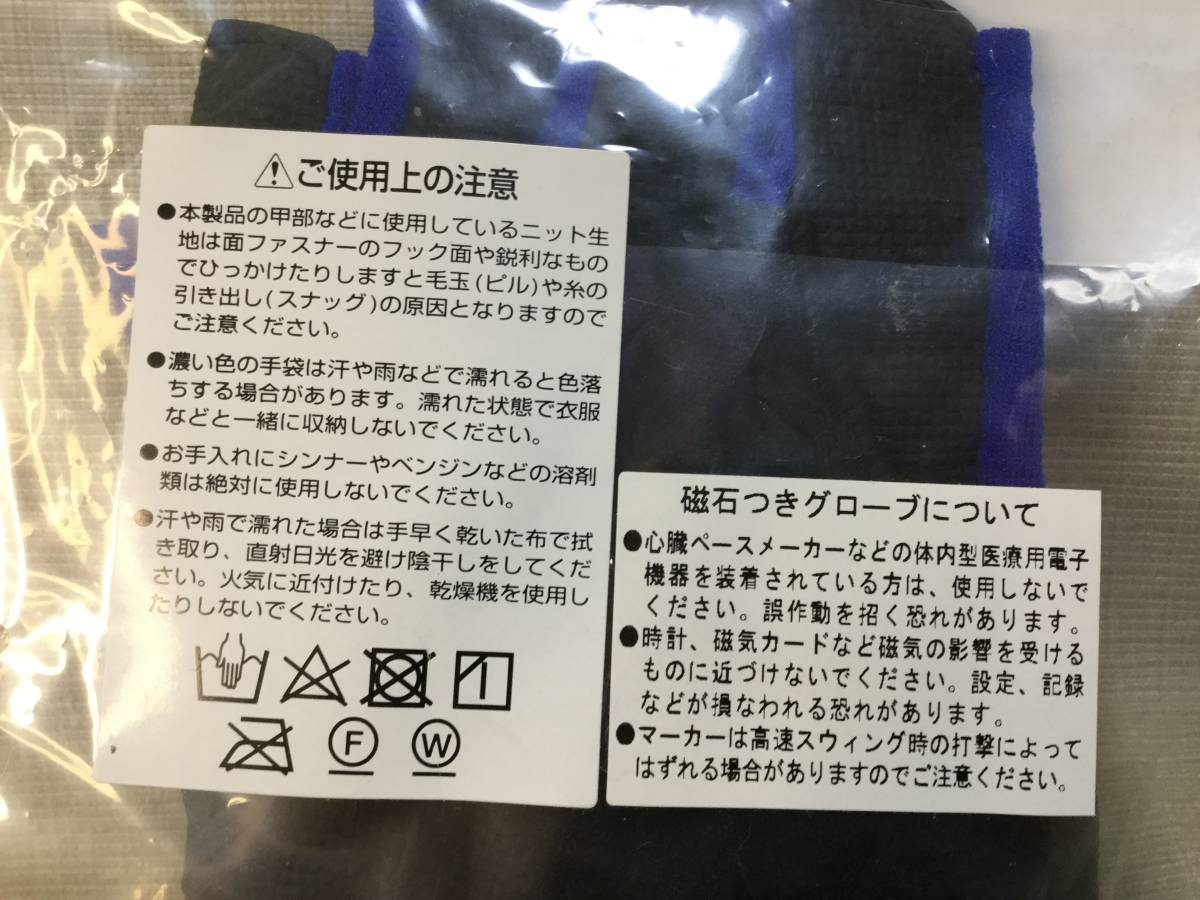 ⚠ご使用上の注意
●本製品の甲部などに使用しているニット生
地は面ファスナーのフック面や鋭利なもの
でひっかけたりしますと毛玉(ピル)や糸の
引き出し(スナッグ)の原因となりますので
ご注意ください。
●濃い色の手袋は汗や雨などで濡れると色落
ちする場合があります。濡れた状態で衣服
などと一緒に収納しないでください。
●お手入れにシンナーやベンジンなどの溶剤
類は絶対に使用しないでください。
●汗や雨で濡れた場合は手早く乾いた布で拭
き取り、直射日光を避け陰干しをしてくだ
さい。火気に近付けたり、乾燥機を使用し
たりしないでください。
F W
磁石つきグローブについて
●心臓ペースメーカーなどの体内型医療用電子
機器を装着されている方は、使用しないで
ください。誤作動を招く恐れがあります。
●時計、磁気カードなど磁気の影響を受ける
ものに近づけないでください。設定、記録
などが損なわれる恐れがあります。
●マーカーは高速スウィング時の打撃によって
はずれる場合がありますのでご注意ください。